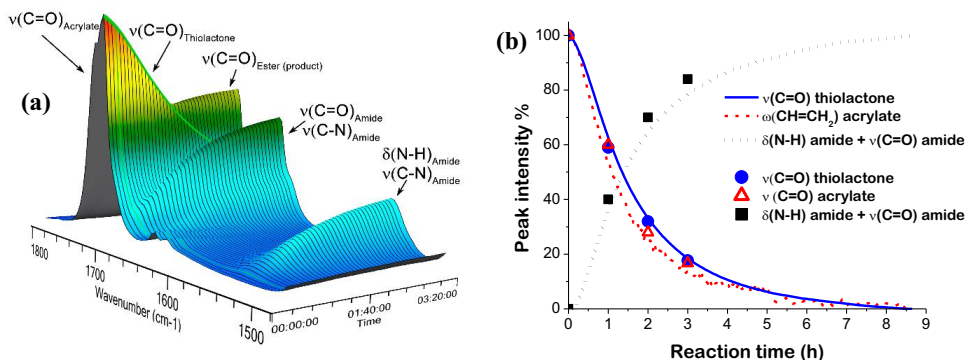 (a)
ν(C=O)Acrylate
ν(C=O)Thiolactone
ν(C=O)Ester (product)
ν(C=O)Amide
ν(C-N)Amide
δ(N-H)Amide
ν(C-N)Amide
1800
1700
1600
1500
Wavenumber (cm-1)
00:00:00
01:40:00
03:20:00
Time
(b)
Peak intensity %
100
80
60
40
20
0
ν(C=O) thiolactone
ω(CH=CH₂) acrylate
δ(N-H) amide + ν(C=O) amide
ν(C=O) thiolactone
ν (C=O) acrylate
δ(N-H) amide + ν(C=O) amide
0 1 2 3 4 5 6 7 8 9
Reaction time (h)